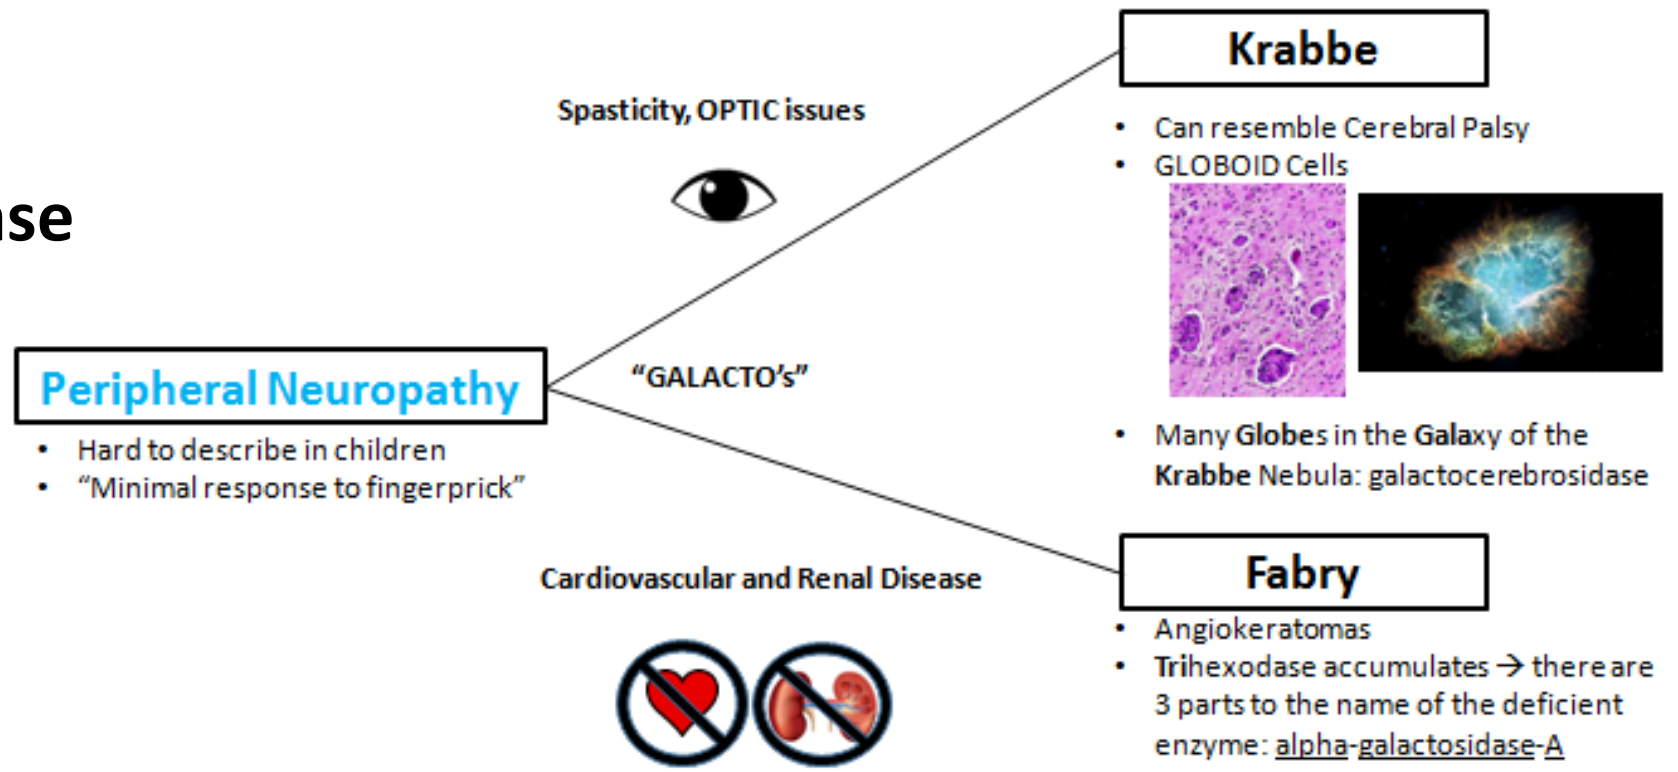 ase
Peripheral Neuropathy
• Hard to describe in children
• “Minimal response to fingerprick”
Spasticity, OPTIC issues
“GALACTO’s”
Cardiovascular and Renal Disease
Krabbe
• Can resemble Cerebral Palsy
• GLOBOID Cells
• Many Globes in the Galaxy of the
Krabbe Nebula: galactocerebrosidase
Fabry
• Angiokeratomas
• Trihexodase accumulates → there are
3 parts to the name of the deficient
enzyme: alpha-galactosidase-A